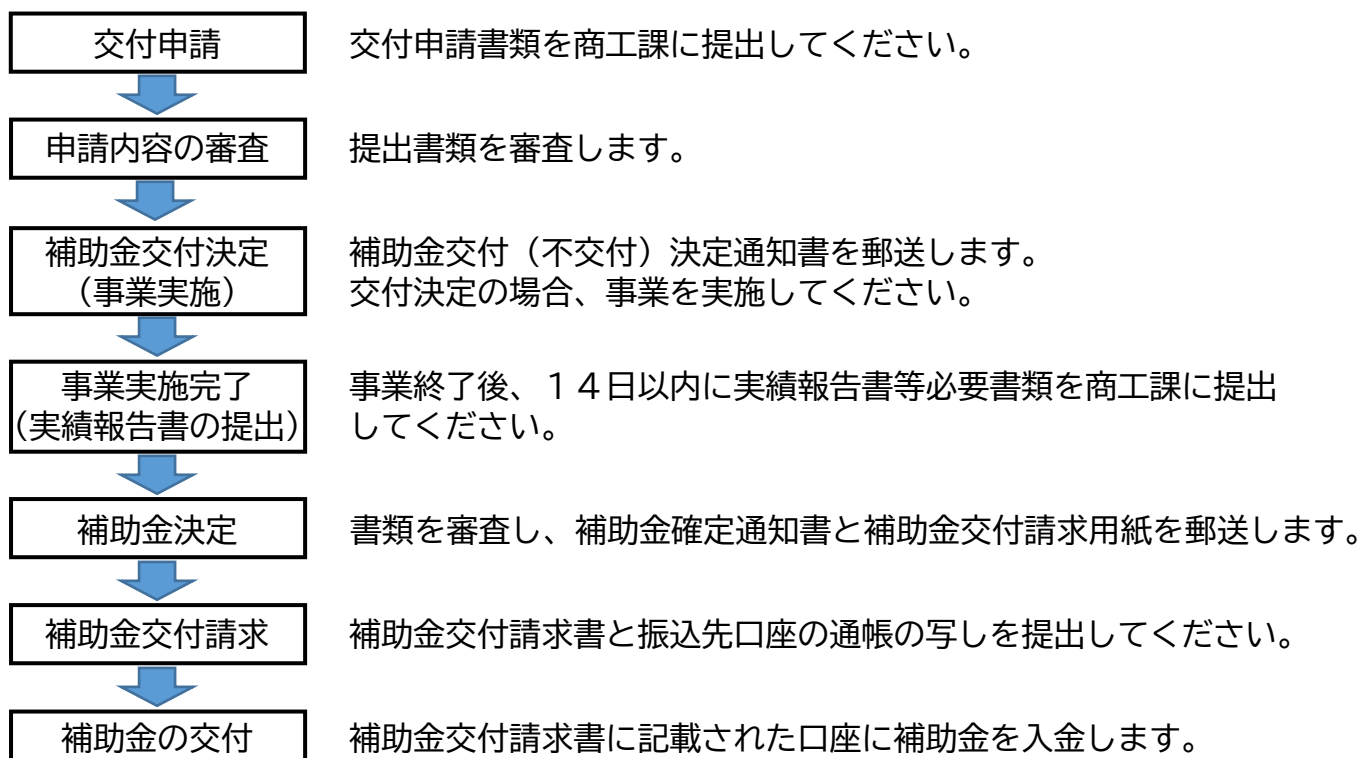 交付申請
交付申請書類を商工課に提出してください。
申請内容の審査
提出書類を審査します。
補助金交付決定
(事業実施)
補助金交付(不交付)決定通知書を郵送します。
交付決定の場合、事業を実施してください。
事業実施完了
(実績報告書の提出)
事業終了後、14日以内に実績報告書等必要書類を商工課に提出
してください。
補助金決定
書類を審査し、補助金確定通知書と補助金交付請求用紙を郵送します。
補助金交付請求
補助金交付請求書と振込先口座の通帳の写しを提出してください。
補助金の交付
補助金交付請求書に記載された口座に補助金を入金します。